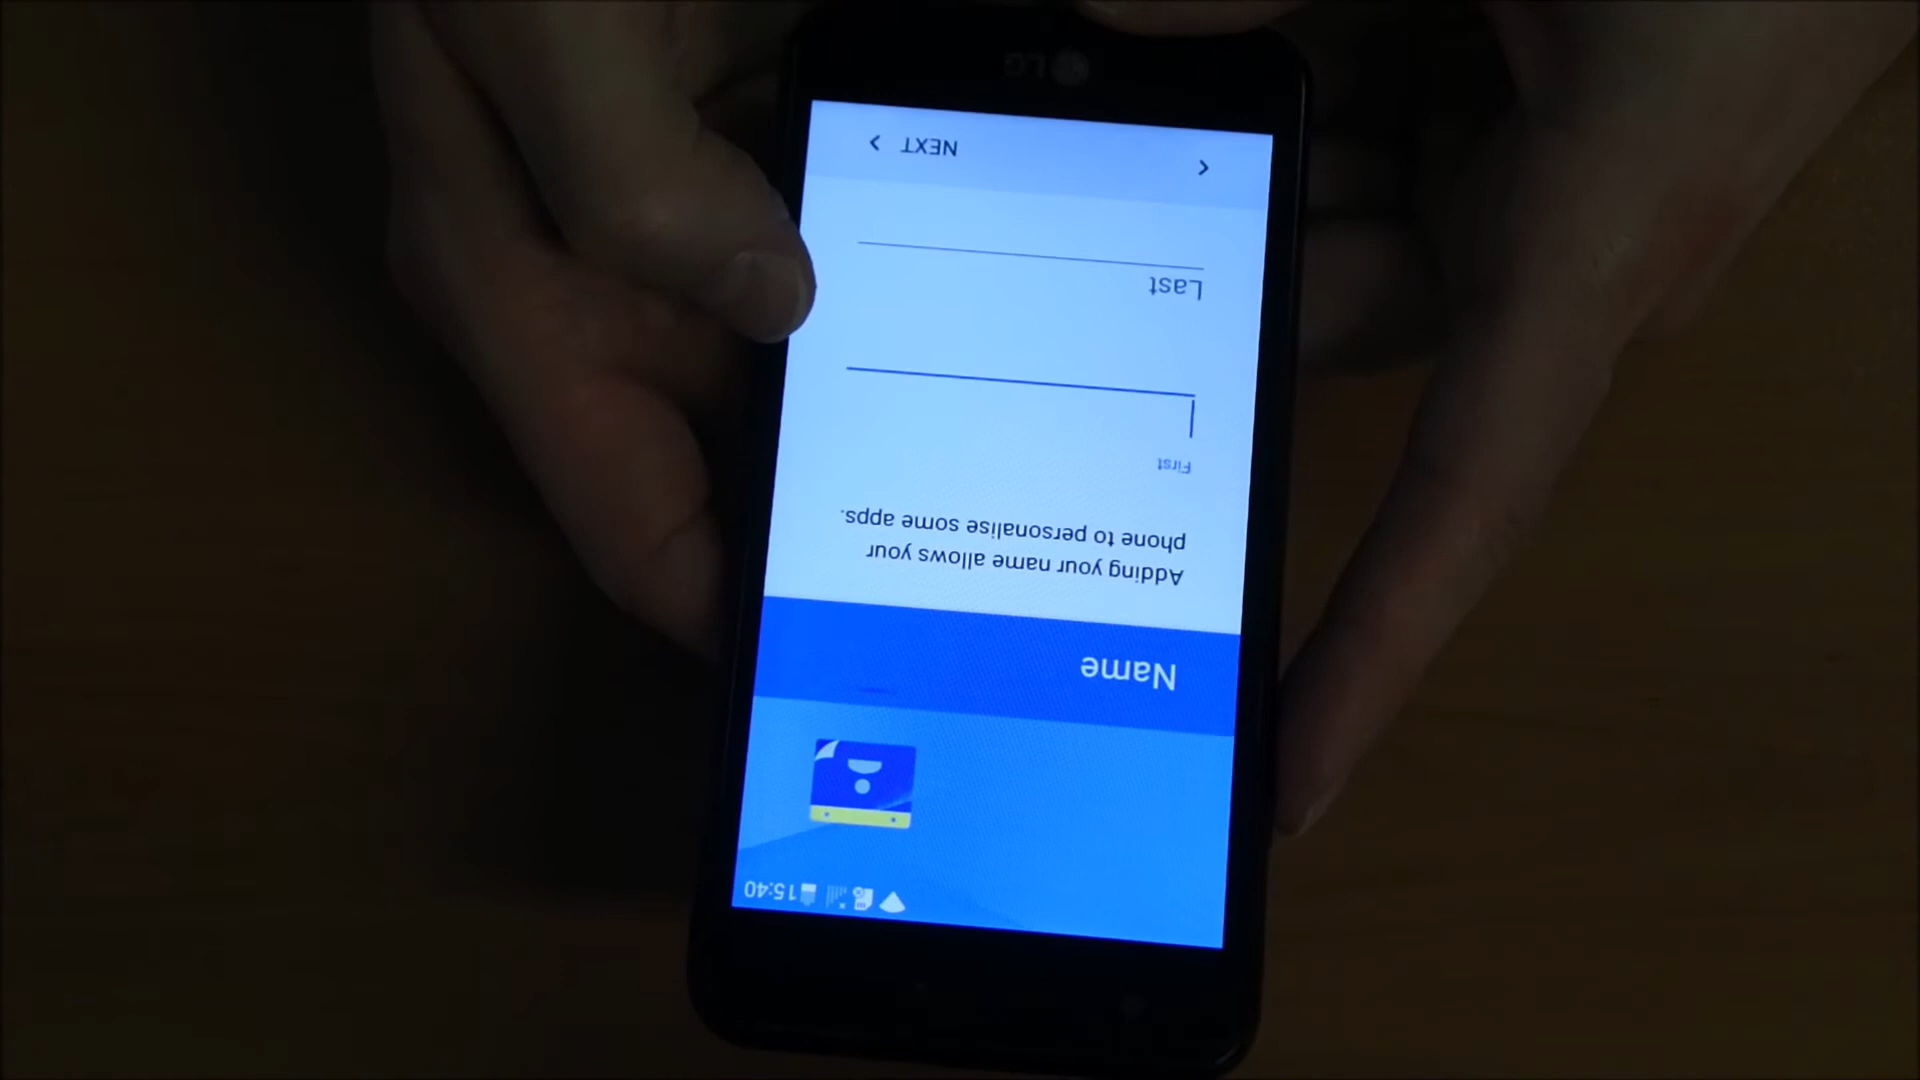 15:40
Name
Adding your name allows your
phone to personalise some apps.
First
Last
NEXT
LG